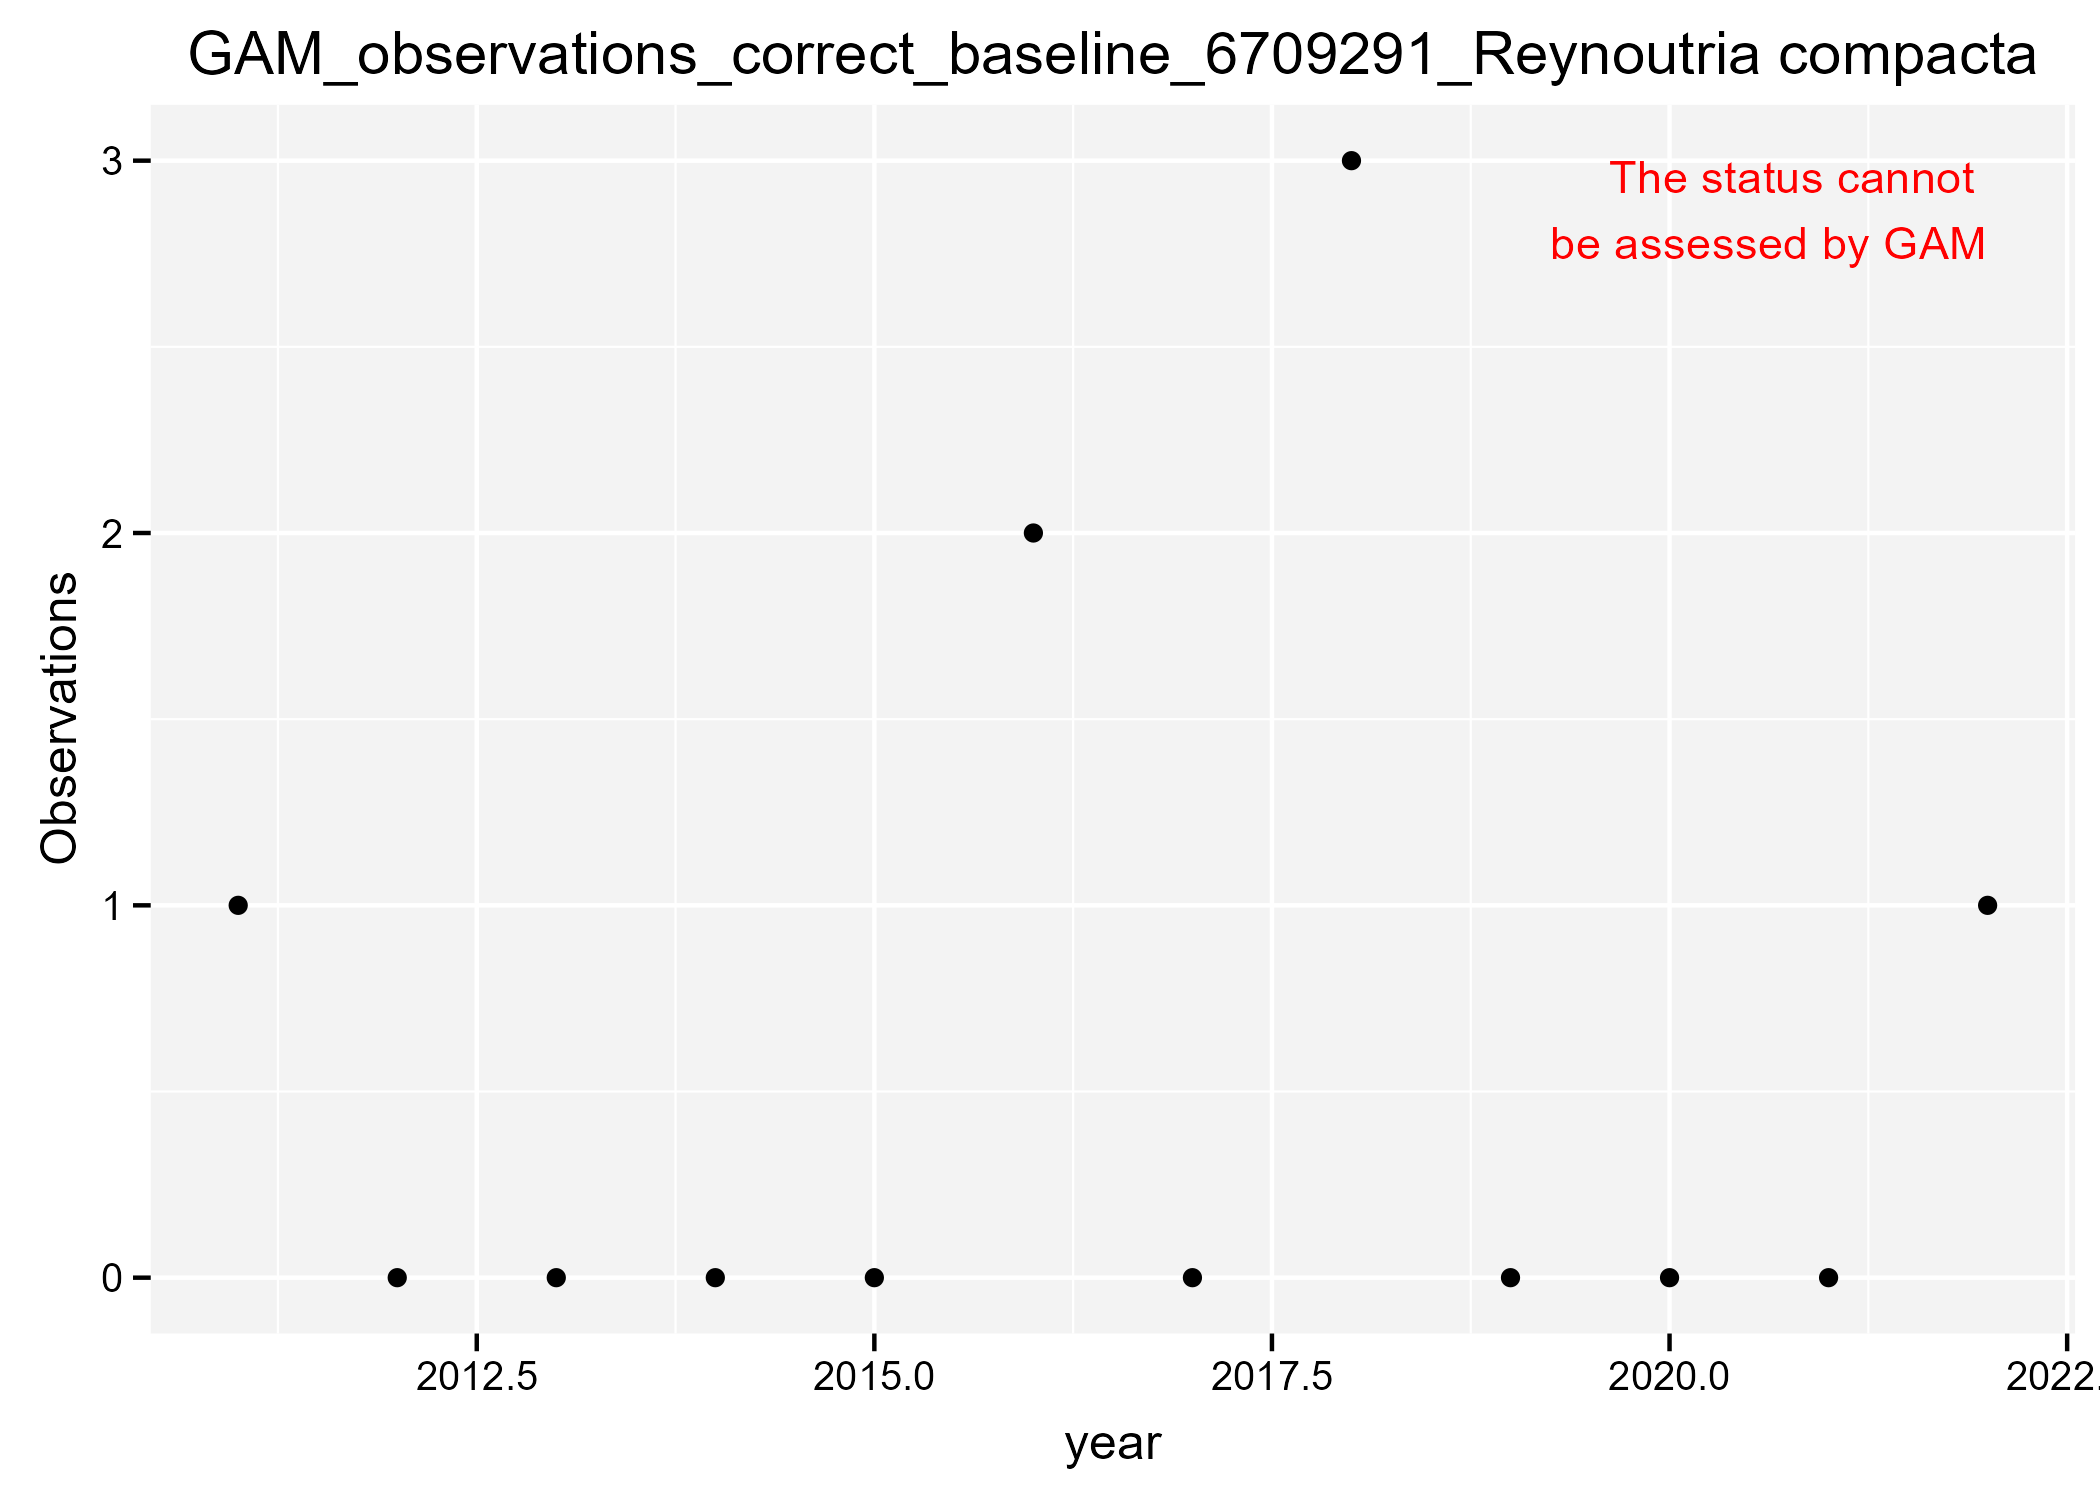 GAM_observations_correct_baseline_6709291_Reynoutria compacta
The status cannot
be assessed by GAM
Observations
3
2
1
0
2012.5
2015.0
2017.5
2020.0
2022.
year